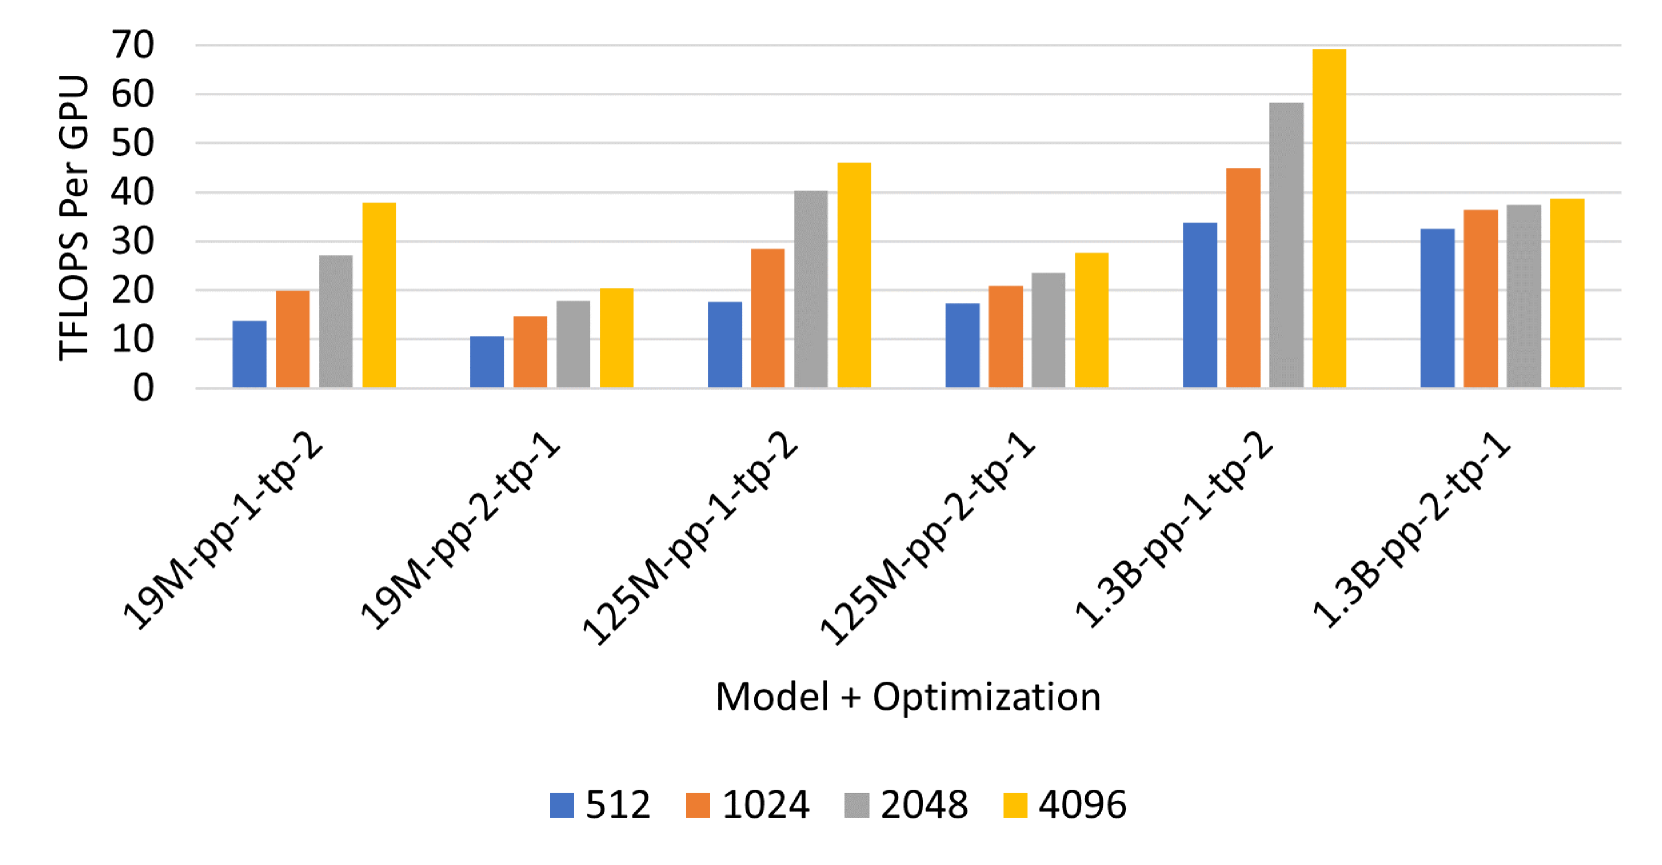 TFLOPS Per GPU
70
60
50
40
30
20
10
0
19M-pp-1-tp-2
19M-pp-2-tp-1
125M-pp-1-tp-2
125M-pp-2-tp-1
1.3B-pp-1-tp-2
1.3B-pp-2-tp-1
Model + Optimization
512 1024 2048 4096